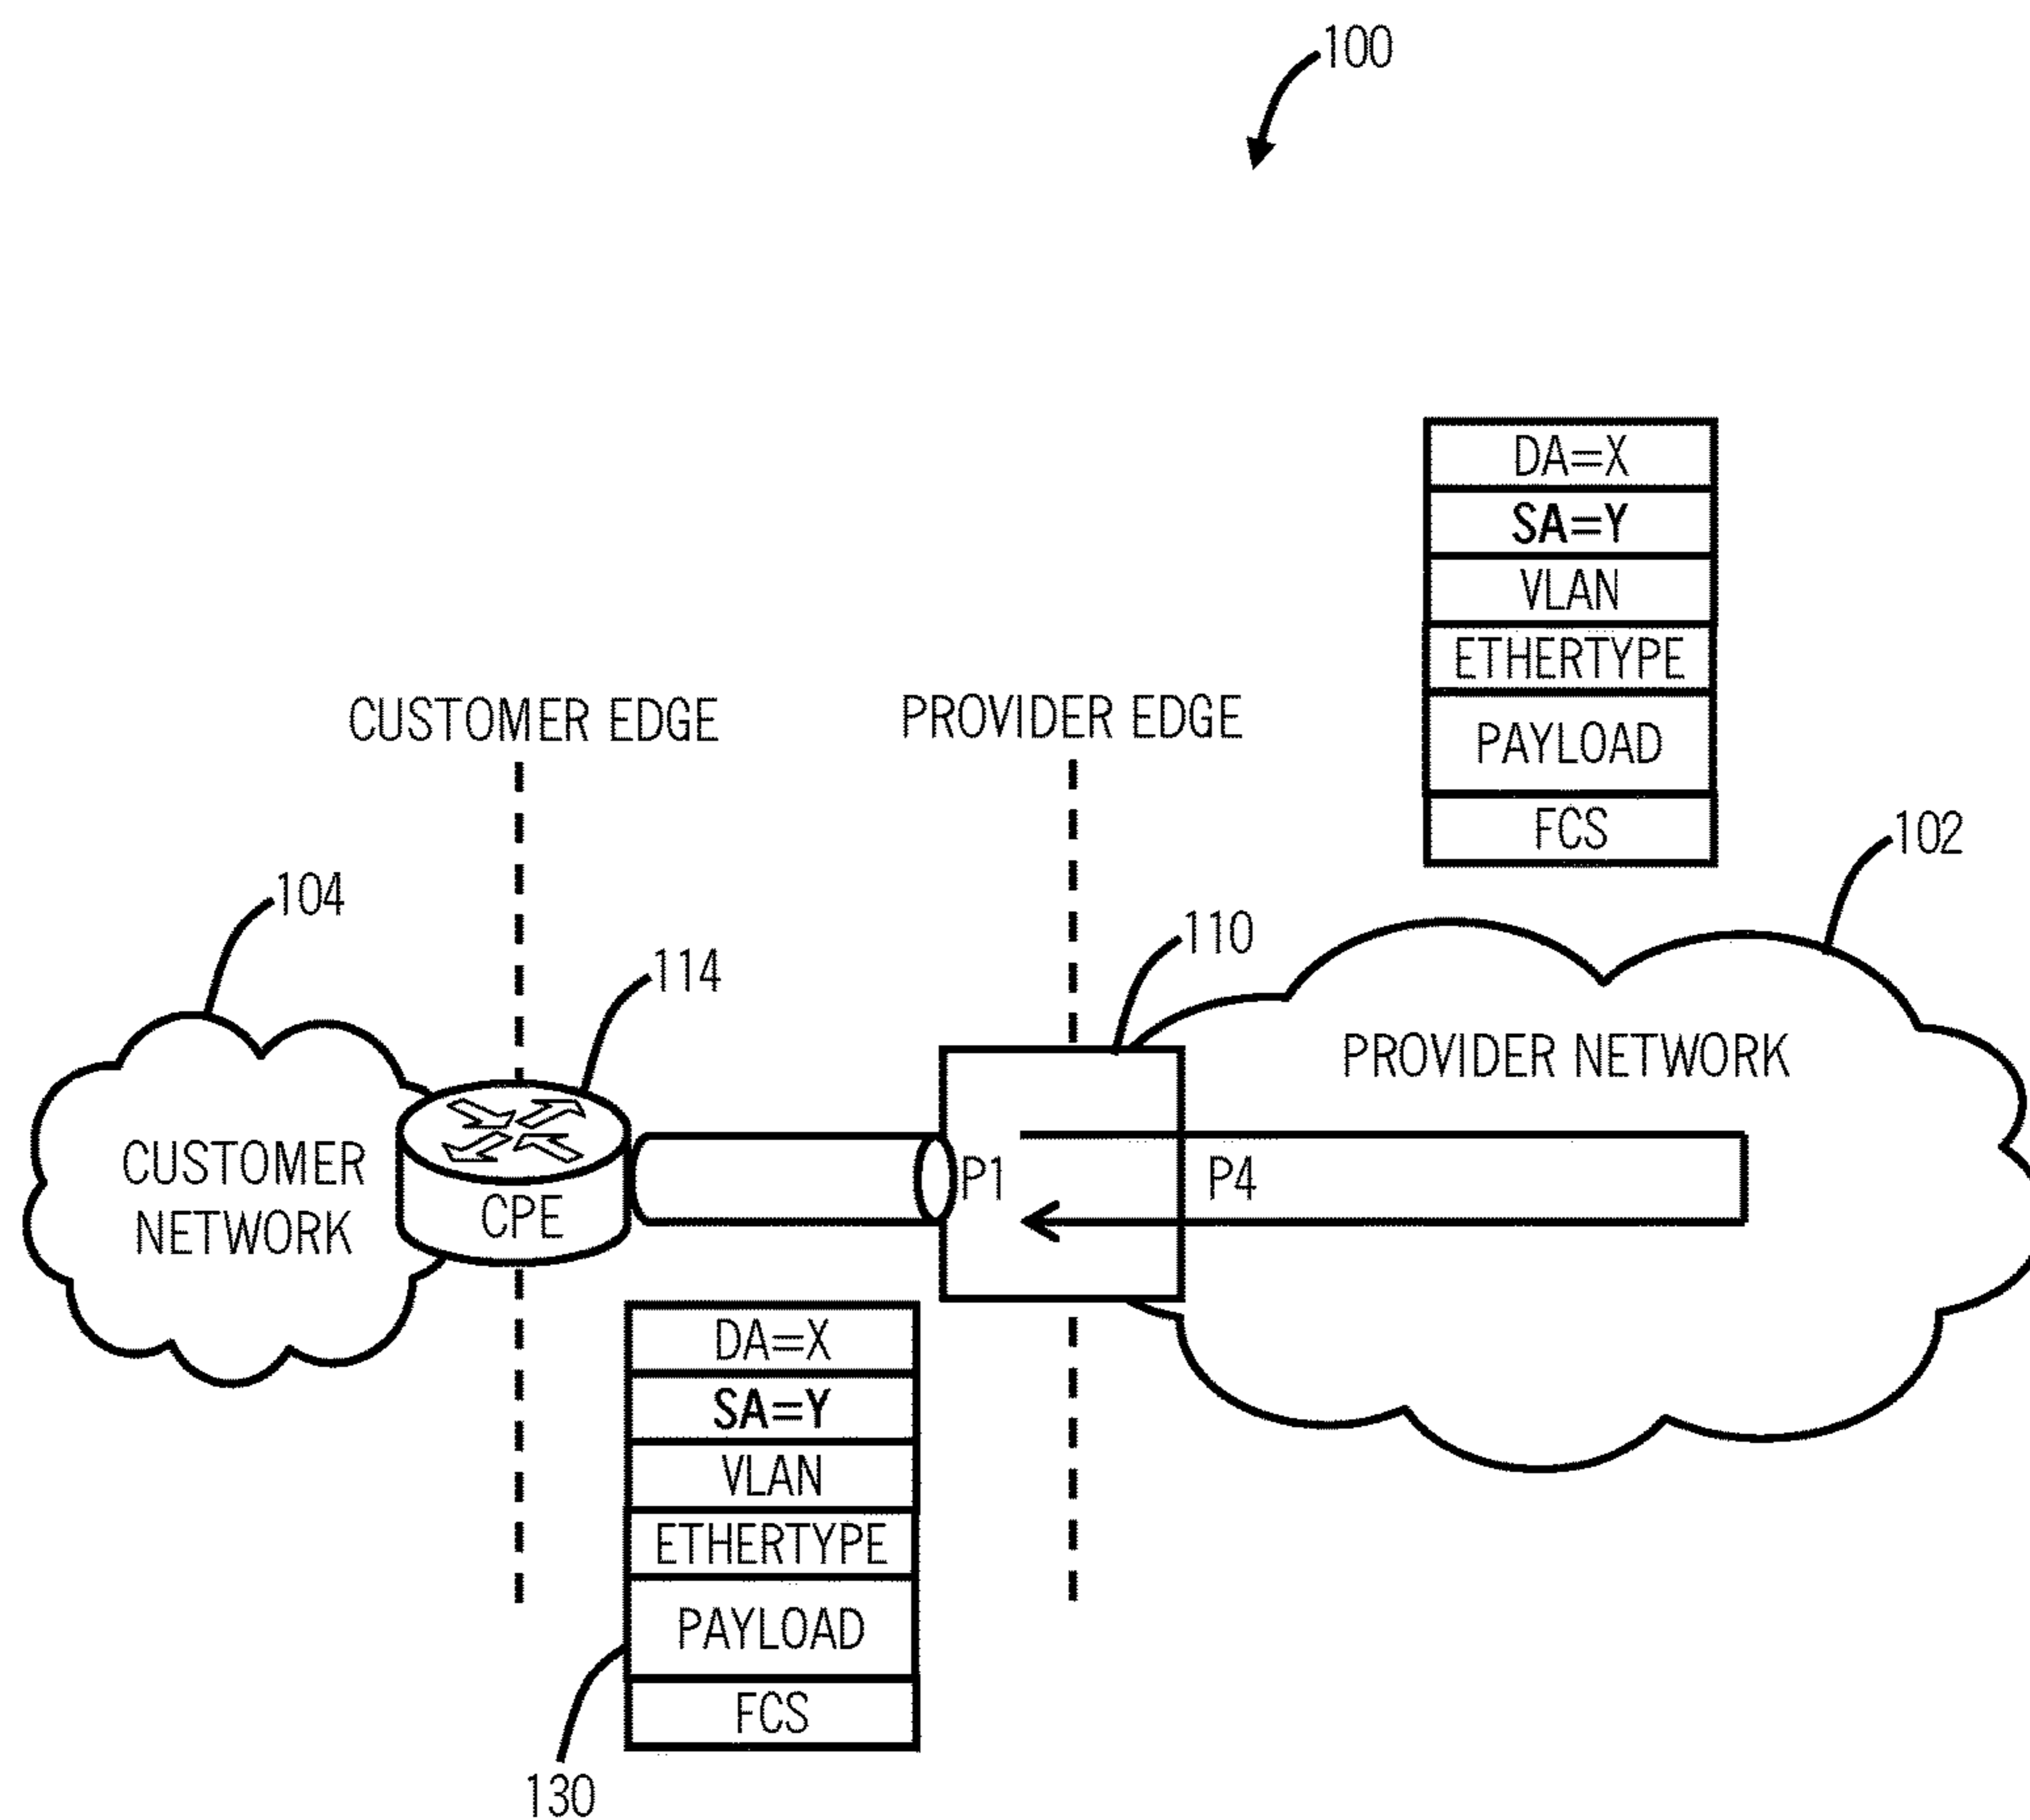 100
DA=X
SA=Y
VLAN
ETHERTYPE
PAYLOAD
FCS
CUSTOMER EDGE
PROVIDER EDGE
102
104
114
110
PROVIDER NETWORK
CUSTOMER
NETWORK
CPE
P1
P4
DA=X
SA=Y
VLAN
ETHERTYPE
PAYLOAD
FCS
130